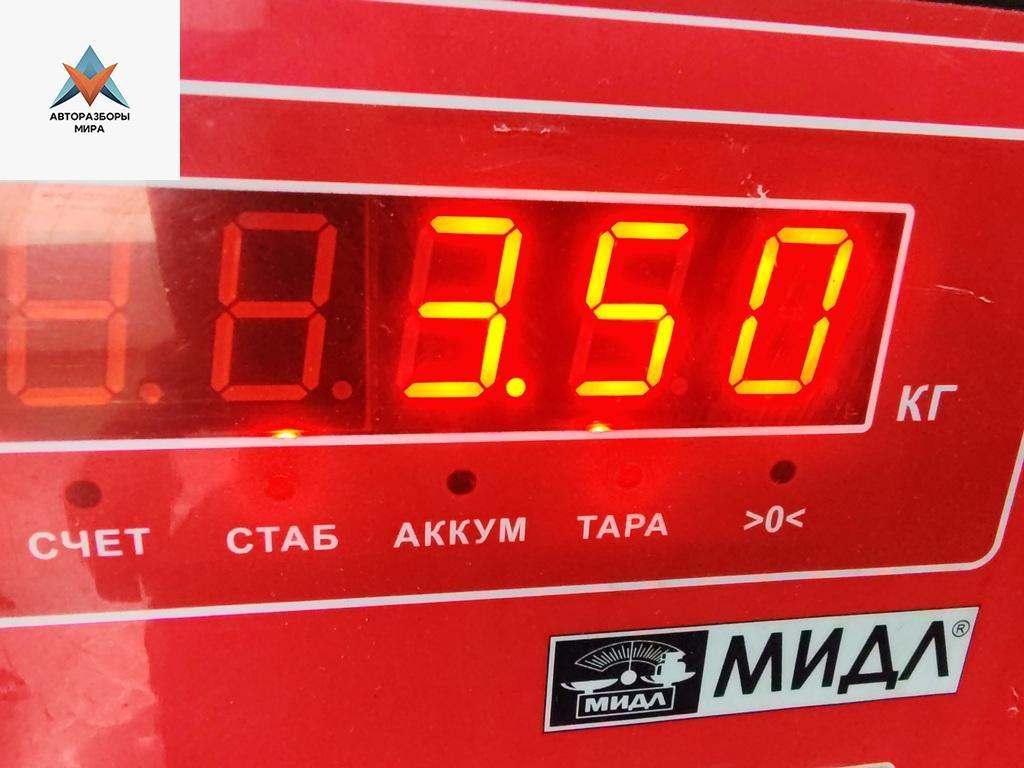 АВТОРАЗБОРЫ
МИРА
3.50
КГ
СЧЕТ СТАБ АККУМ ТАРА >0<
МИДЛ МИДЛ®